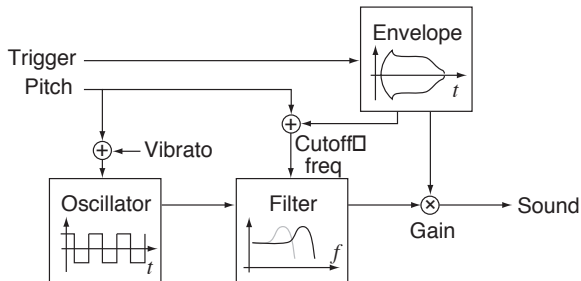 Envelope
t
Trigger
Pitch
+
+
Vibrato
Cutoff□
freq
Oscillator
t
Filter
f
×
Gain
Sound